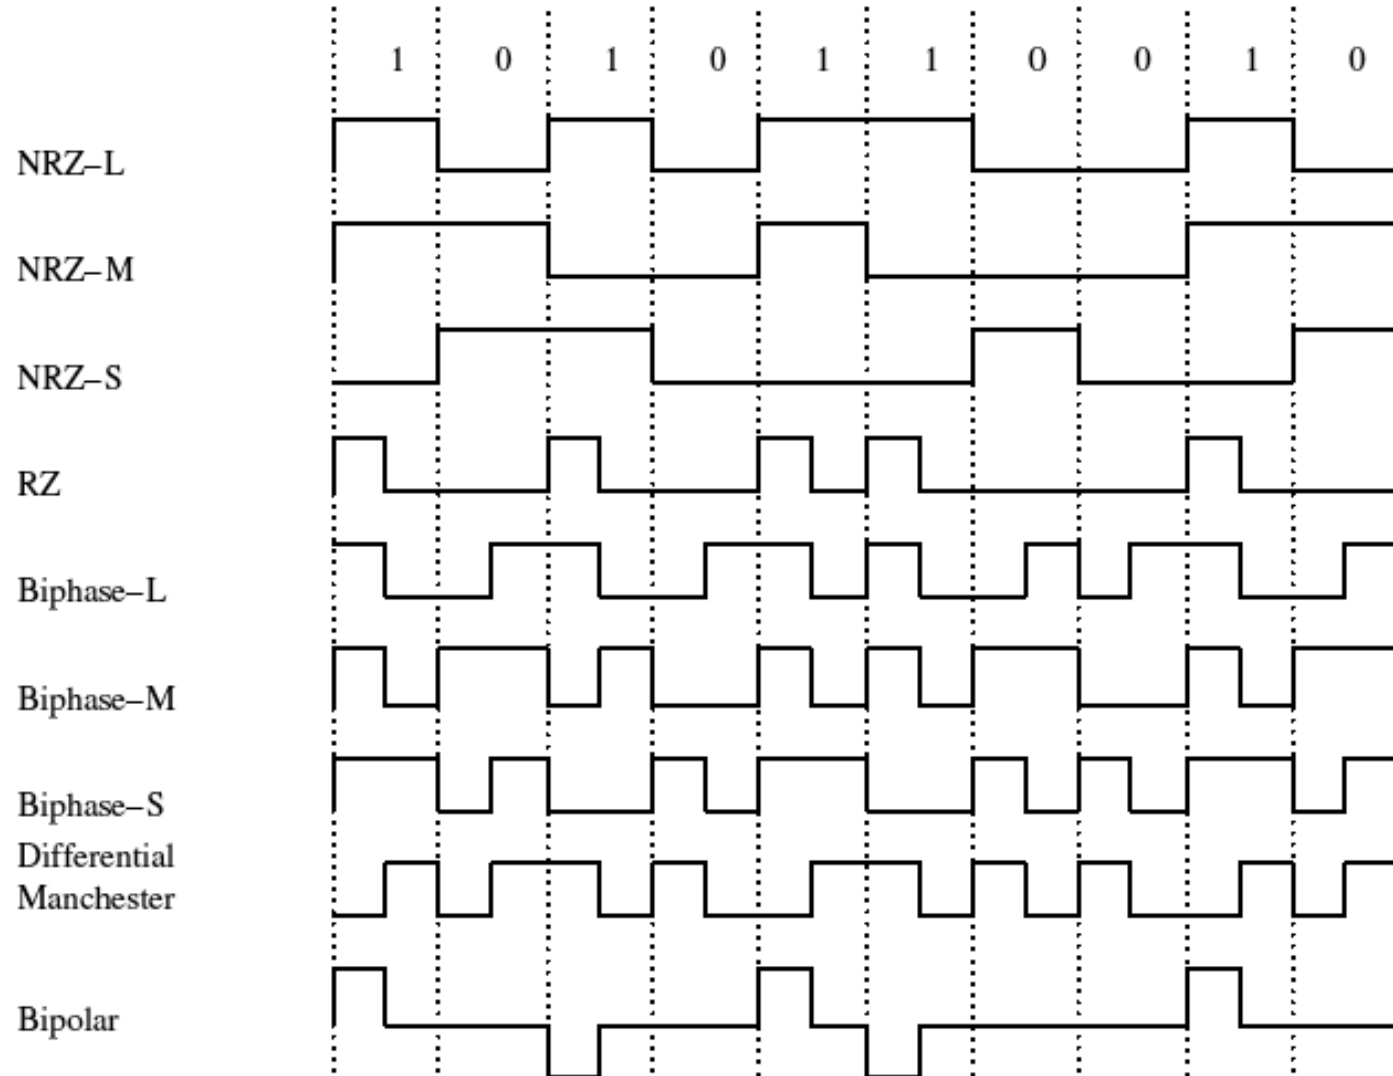 1 0 1 0 1 1 0 0 1 0
NRZ–L
NRZ–M
NRZ–S
RZ
Biphase–L
Biphase–M
Biphase–S
Differential
Manchester
Bipolar